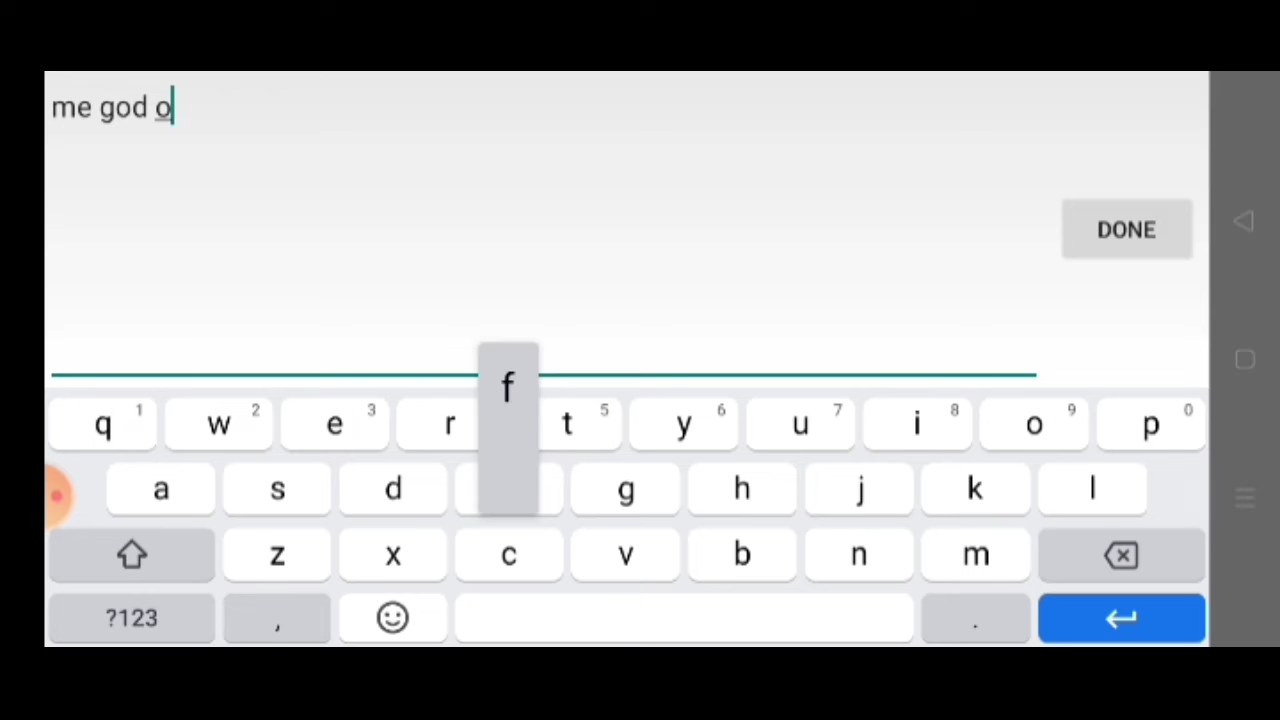 me god o
DONE
f
q 1 w 2 e 3 r t 5 y 6 u 7 i 8 o 9 p 0
a s d g h j k l
z x c v b n m
?123 , .